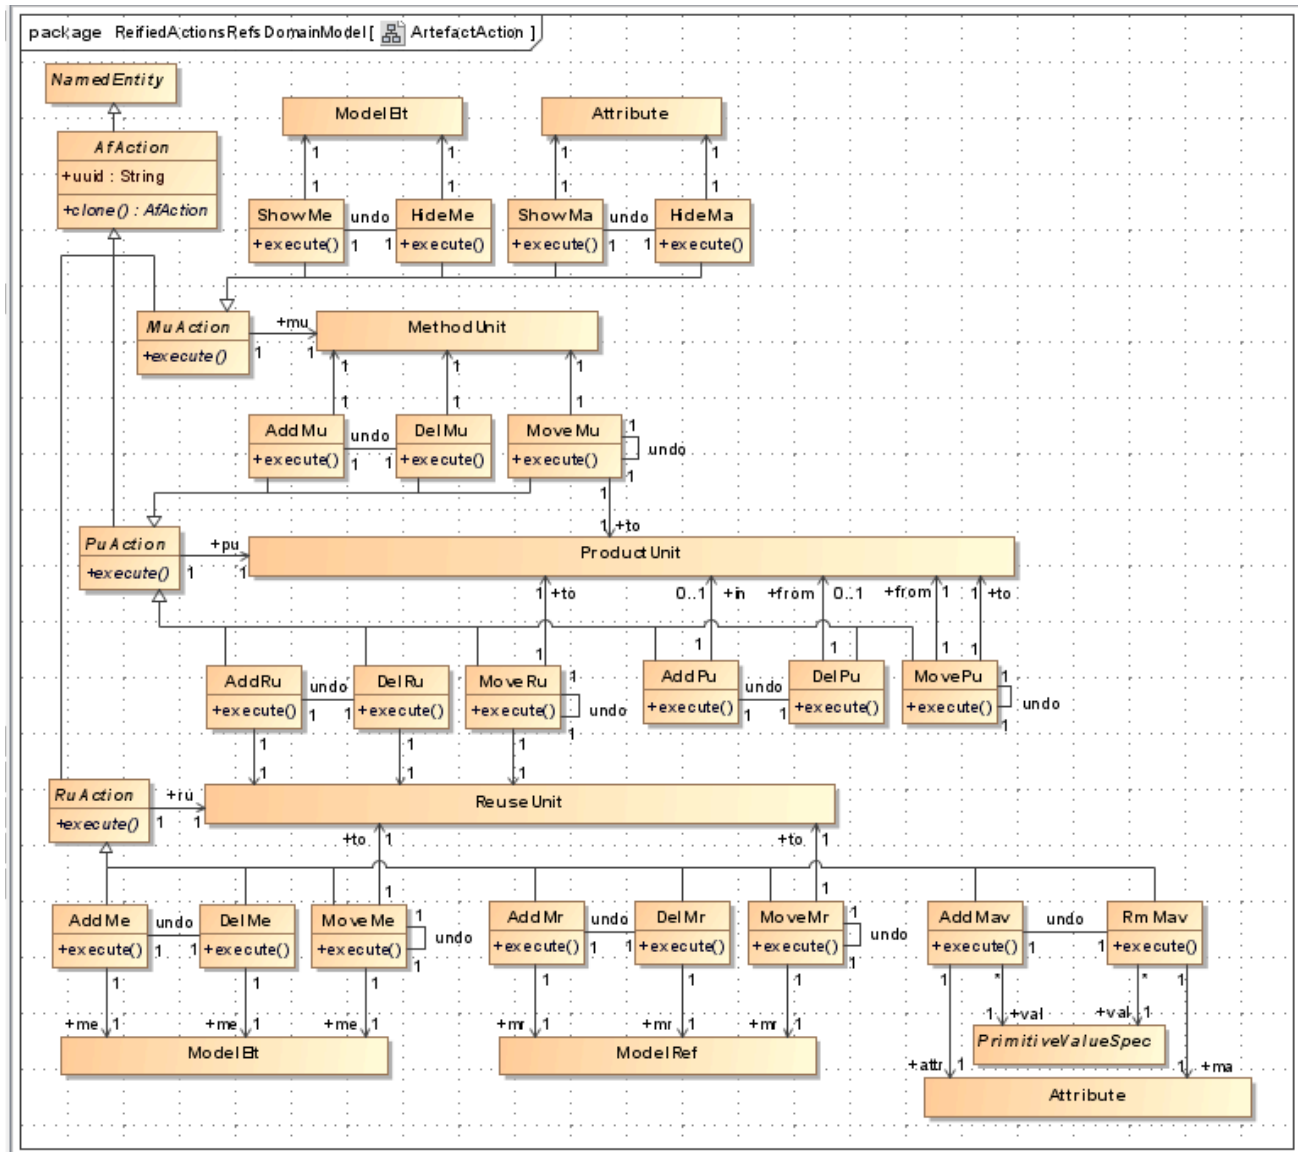 package ReifiedActionsRefsDomainModel [ ArtefactAction ]
NamedEntity
ModelElt Attribute
AfAction
+uuid : String
+clone() : AfAction
1 1 1 1
1 1 1 1
ShowMe undo HideMe ShowMa undo HideMa
+execute() 1 1 +execute() +execute() 1 1 +execute()
MuAction +mu MethodUnit
+execute() 1 1
1 1 1
1 1 1
AddMu undo DelMu MoveMu 1 undo
+execute() 1 1 +execute() +execute() 1
1
1 +to
PuAction +pu ProductUnit
+execute() 1 1
1 +to 0..1 +in +from 0..1 +from 1 1 +to
1 1 1 1 1
AddRu undo DelRu MoveRu 1 undo AddPu undo DelPu MovePu 1 undo
+execute() 1 1 +execute() +execute() 1 +execute() 1 1 +execute() +execute() 1
1 1 1
1 1 1
RuAction +ru ReuseUnit
+execute() 1 1
+to 1 +to 1
1 1
AddMe undo DelMe MoveMe 1 undo AddMr undo DelMr MoveMr 1 undo AddMav undo RmMav
+execute() 1 1 +execute() +execute() 1 +execute() 1 1 +execute() +execute() 1 +execute() 1 1 +execute()
1 1 1 1 1 1 1 * * 1
+me 1 +me 1 +me 1 +mr 1 +mr 1 +mr 1 1 +val +val 1
ModelElt ModelRef PrimitiveValueSpec
+attr 1 1 +ma
Attribute